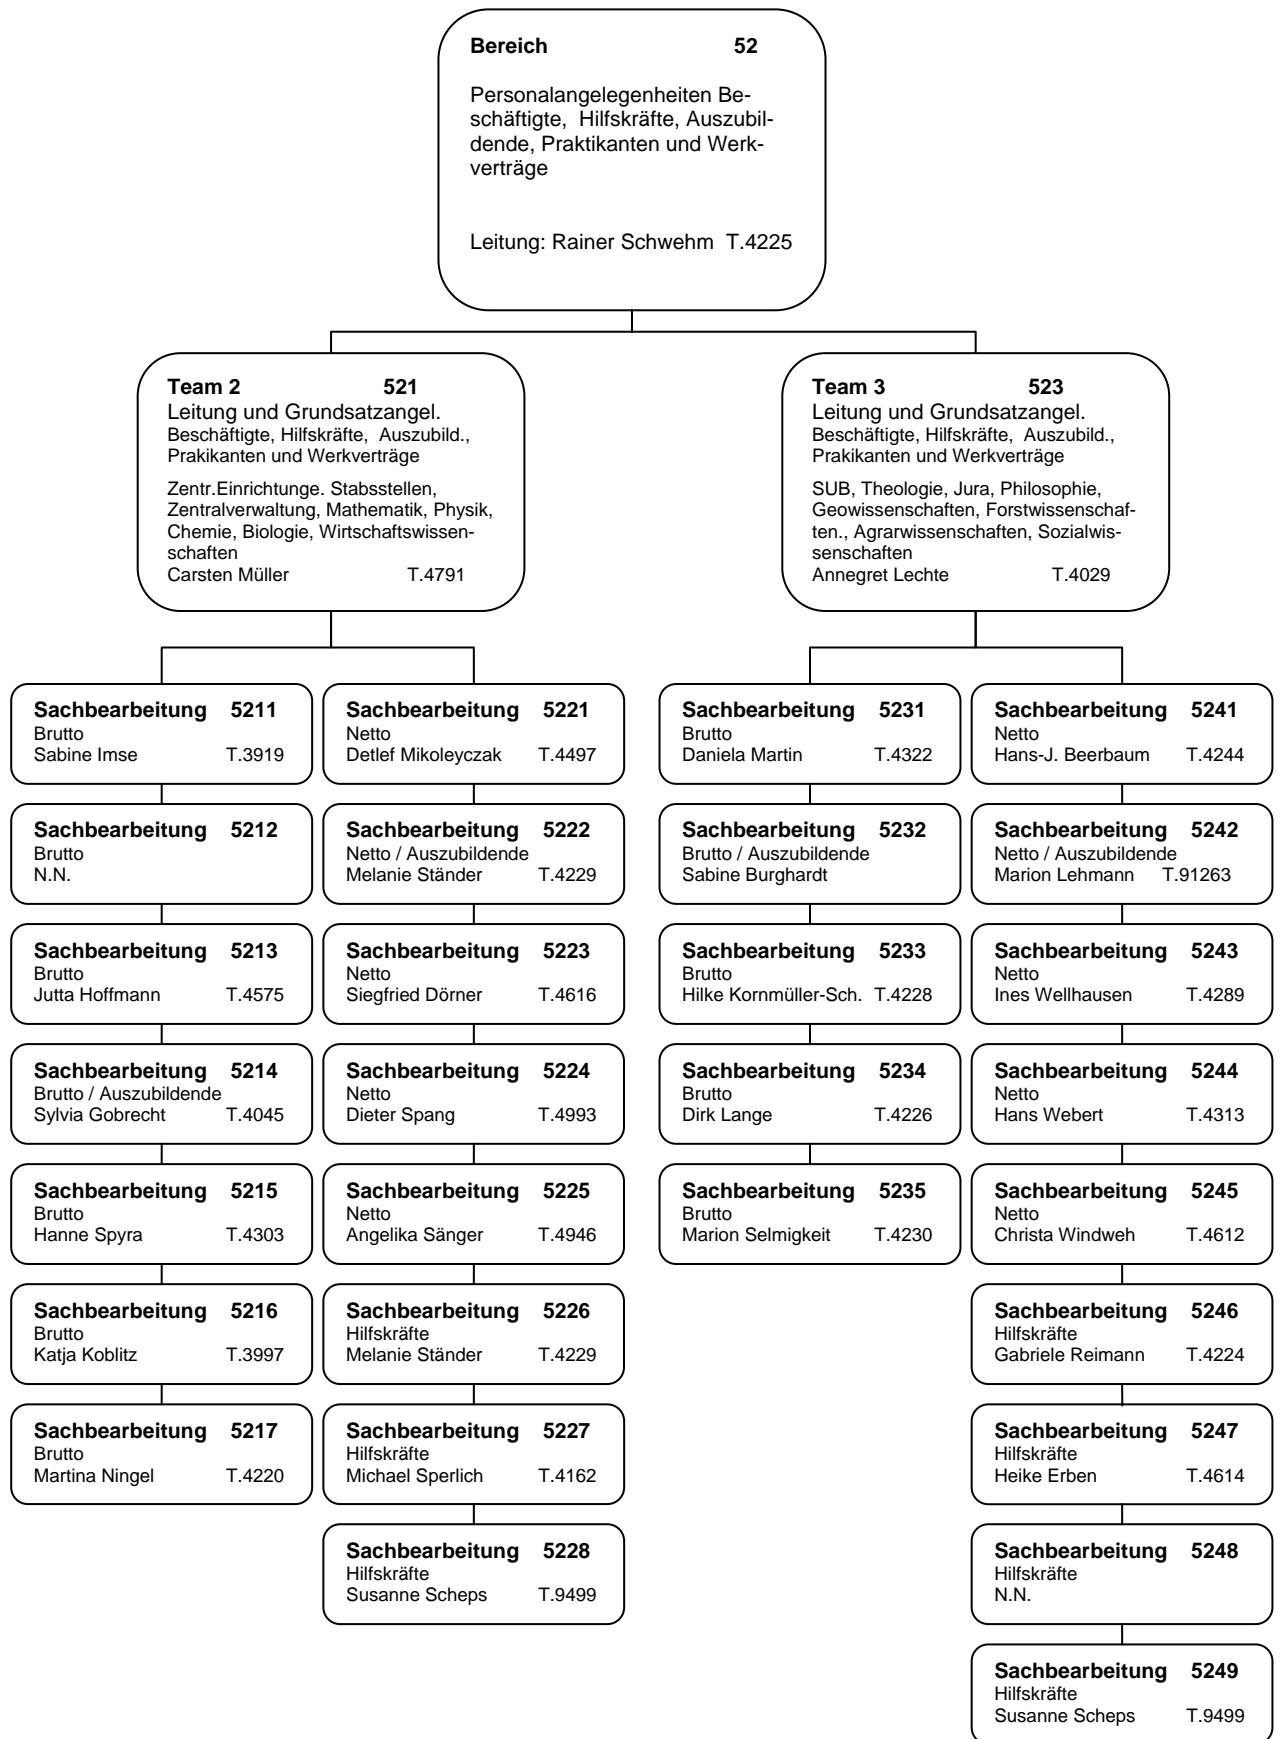 Bereich 52
Personalangelegenheiten Be-
schäftigte, Hilfskräfte, Auszubil-
dende, Praktikanten und Werk-
verträge
Leitung: Rainer Schwehm T.4225
Team 2 521
Leitung und Grundsatzangel.
Beschäftigte, Hilfskräfte, Auszubild.,
Prakikanten und Werkverträge
Zentr.Einrichtunge. Stabsstellen,
Zentralverwaltung, Mathematik, Physik,
Chemie, Biologie, Wirtschaftswissen-
schaften
Carsten Müller T.4791
Team 3 523
Leitung und Grundsatzangel.
Beschäftigte, Hilfskräfte, Auszubild.,
Prakikanten und Werkverträge
SUB, Theologie, Jura, Philosophie,
Geowissenschaften, Forstwissenschaf-
ten., Agrarwissenschaften, Sozialwis-
senschaften
Annegret Lechte T.4029
Sachbearbeitung 5211
Brutto
Sabine Imse T.3919
Sachbearbeitung 5212
Brutto
N.N.
Sachbearbeitung 5213
Brutto
Jutta Hoffmann T.4575
Sachbearbeitung 5214
Brutto / Auszubildende
Sylvia Gobrecht T.4045
Sachbearbeitung 5215
Brutto
Hanne Spyra T.4303
Sachbearbeitung 5216
Brutto
Katja Koblitz T.3997
Sachbearbeitung 5217
Brutto
Martina Ningel T.4220
Sachbearbeitung 5221
Netto
Detlef Mikoleyczak T.4497
Sachbearbeitung 5222
Netto / Auszubildende
Melanie Ständer T.4229
Sachbearbeitung 5223
Netto
Siegfried Dörner T.4616
Sachbearbeitung 5224
Netto
Dieter Spang T.4993
Sachbearbeitung 5225
Netto
Angelika Sänger T.4946
Sachbearbeitung 5226
Hilfskräfte
Melanie Ständer T.4229
Sachbearbeitung 5227
Hilfskräfte
Michael Sperlich T.4162
Sachbearbeitung 5228
Hilfskräfte
Susanne Scheps T.9499
Sachbearbeitung 5231
Brutto
Daniela Martin T.4322
Sachbearbeitung 5232
Brutto / Auszubildende
Sabine Burghardt
Sachbearbeitung 5233
Brutto
Hilke Kornmüller-Sch. T.4228
Sachbearbeitung 5234
Brutto
Dirk Lange T.4226
Sachbearbeitung 5235
Brutto
Marion Selmigkeit T.4230
Sachbearbeitung 5241
Netto
Hans-J. Beerbaum T.4244
Sachbearbeitung 5242
Netto / Auszubildende
Marion Lehmann T.91263
Sachbearbeitung 5243
Netto
Ines Wellhausen T.4289
Sachbearbeitung 5244
Netto
Hans Webert T.4313
Sachbearbeitung 5245
Netto
Christa Windweh T.4612
Sachbearbeitung 5246
Hilfskräfte
Gabriele Reimann T.4224
Sachbearbeitung 5247
Hilfskräfte
Heike Erben T.4614
Sachbearbeitung 5248
Hilfskräfte
N.N.
Sachbearbeitung 5249
Hilfskräfte
Susanne Scheps T.9499